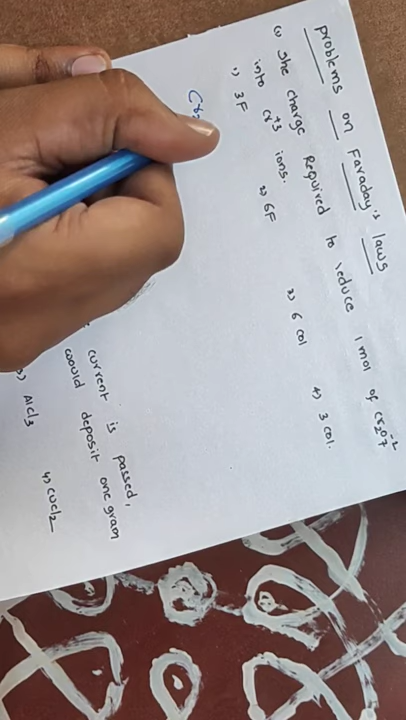 problems on Faraday's laws
(1) The charge Required to reduce 1 mol of Cr2O7-2
into Cr+3 ions.
1) 3F 2) 6F 3) 6 col 4) 3 col.
Cr2
current is passed,
would deposit one gram
3) AlCl3 4) CuCl2